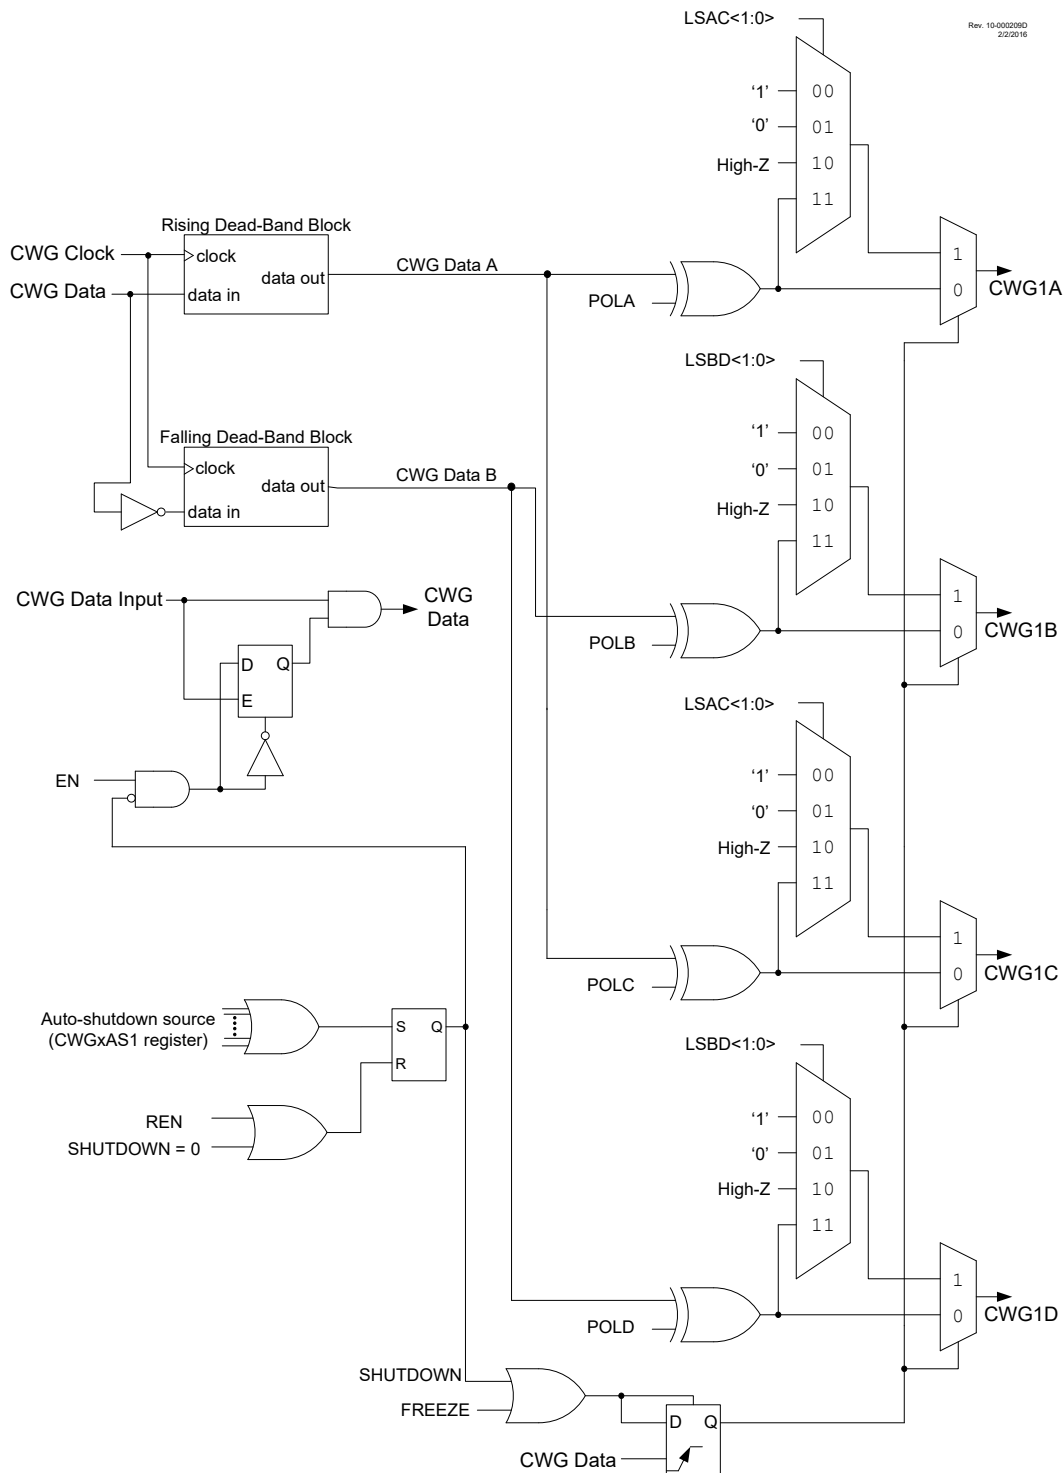 LSAC<1:0>
Rev. 10-000209D
2/2/2016
'1'
00
'0'
01
High-Z
10
11
Rising Dead-Band Block
CWG Clock
clock
data out
CWG Data A
CWG Data
data in
POLA
1
0
CWG1A
LSBD<1:0>
'1'
00
'0'
01
High-Z
10
11
Falling Dead-Band Block
clock
data out
CWG Data B
data in
CWG Data Input
CWG
Data
D
Q
E
POLB
1
0
CWG1B
EN
LSAC<1:0>
'1'
00
'0'
01
High-Z
10
11
POLC
1
0
CWG1C
Auto-shutdown source
(CWGxAS1 register)
S
Q
R
REN
SHUTDOWN = 0
LSBD<1:0>
'1'
00
'0'
01
High-Z
10
11
POLD
1
0
CWG1D
SHUTDOWN
FREEZE
D
Q
CWG Data